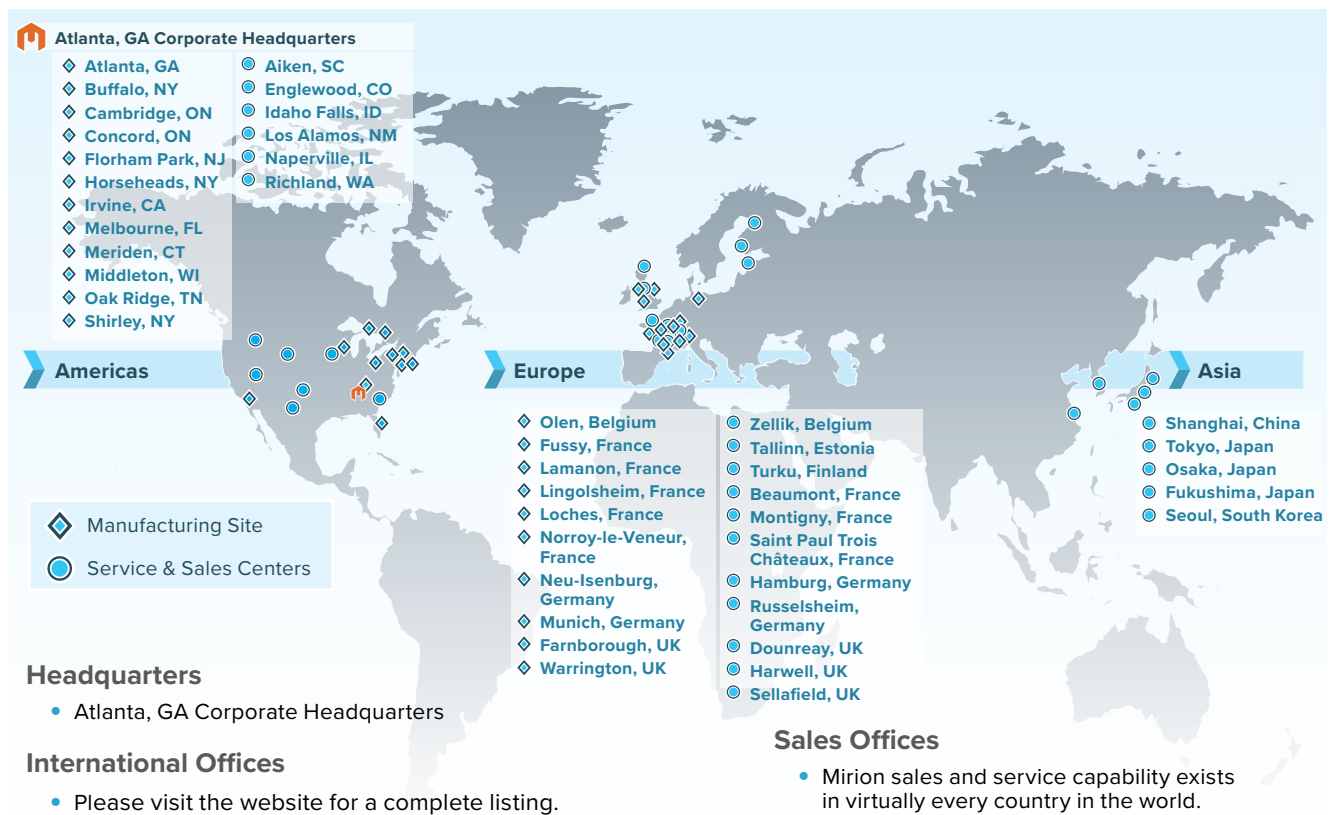 Atlanta, GA Corporate Headquarters
Atlanta, GA
Buffalo, NY
Cambridge, ON
Concord, ON
Florham Park, NJ
Horseheads, NY
Irvine, CA
Melbourne, FL
Meriden, CT
Middleton, WI
Oak Ridge, TN
Shirley, NY
Aiken, SC
Englewood, CO
Idaho Falls, ID
Los Alamos, NM
Naperville, IL
Richland, WA
Americas
Europe
Asia
Olen, Belgium
Fussy, France
Lamanon, France
Lingolsheim, France
Loches, France
Norroy-le-Veneur,
France
Neu-Isenburg,
Germany
Munich, Germany
Farnborough, UK
Warrington, UK
Zellik, Belgium
Tallinn, Estonia
Turku, Finland
Beaumont, France
Montigny, France
Saint Paul Trois
Châteaux, France
Hamburg, Germany
Russelsheim,
Germany
Dounreay, UK
Harwell, UK
Sellafield, UK
Shanghai, China
Tokyo, Japan
Osaka, Japan
Fukushima, Japan
Seoul, South Korea
Manufacturing Site
Service & Sales Centers
Headquarters
• Atlanta, GA Corporate Headquarters
International Offices
• Please visit the website for a complete listing.
Sales Offices
• Mirion sales and service capability exists
in virtually every country in the world.